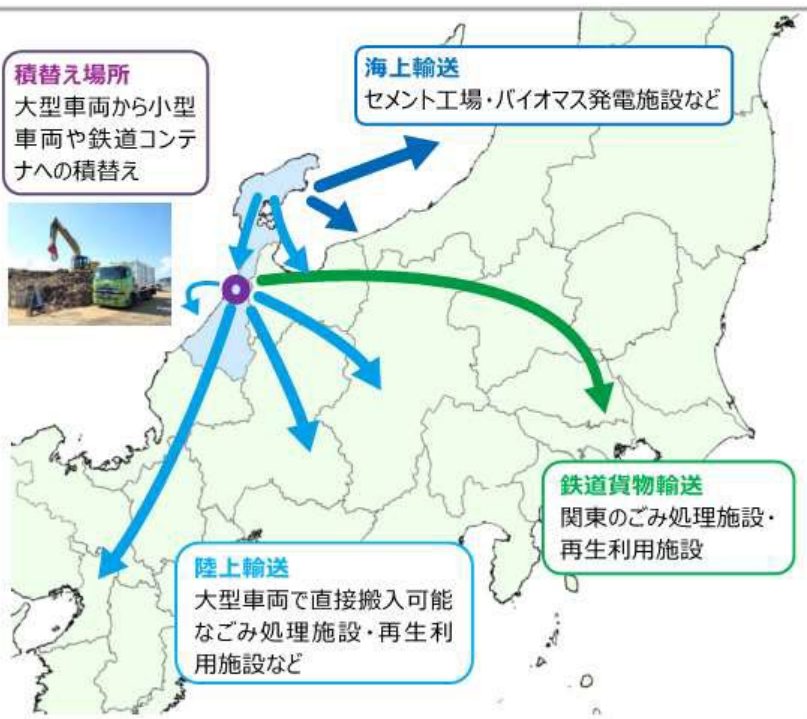 積替え場所
大型車両から小型
車両や鉄道コンテ
ナへの積替え
海上輸送
セメント工場・バイオマス発電施設など
鉄道貨物輸送
関東のごみ処理施設・
再生利用施設
陸上輸送
大型車両で直接搬入可能
なごみ処理施設・再生利
用施設など